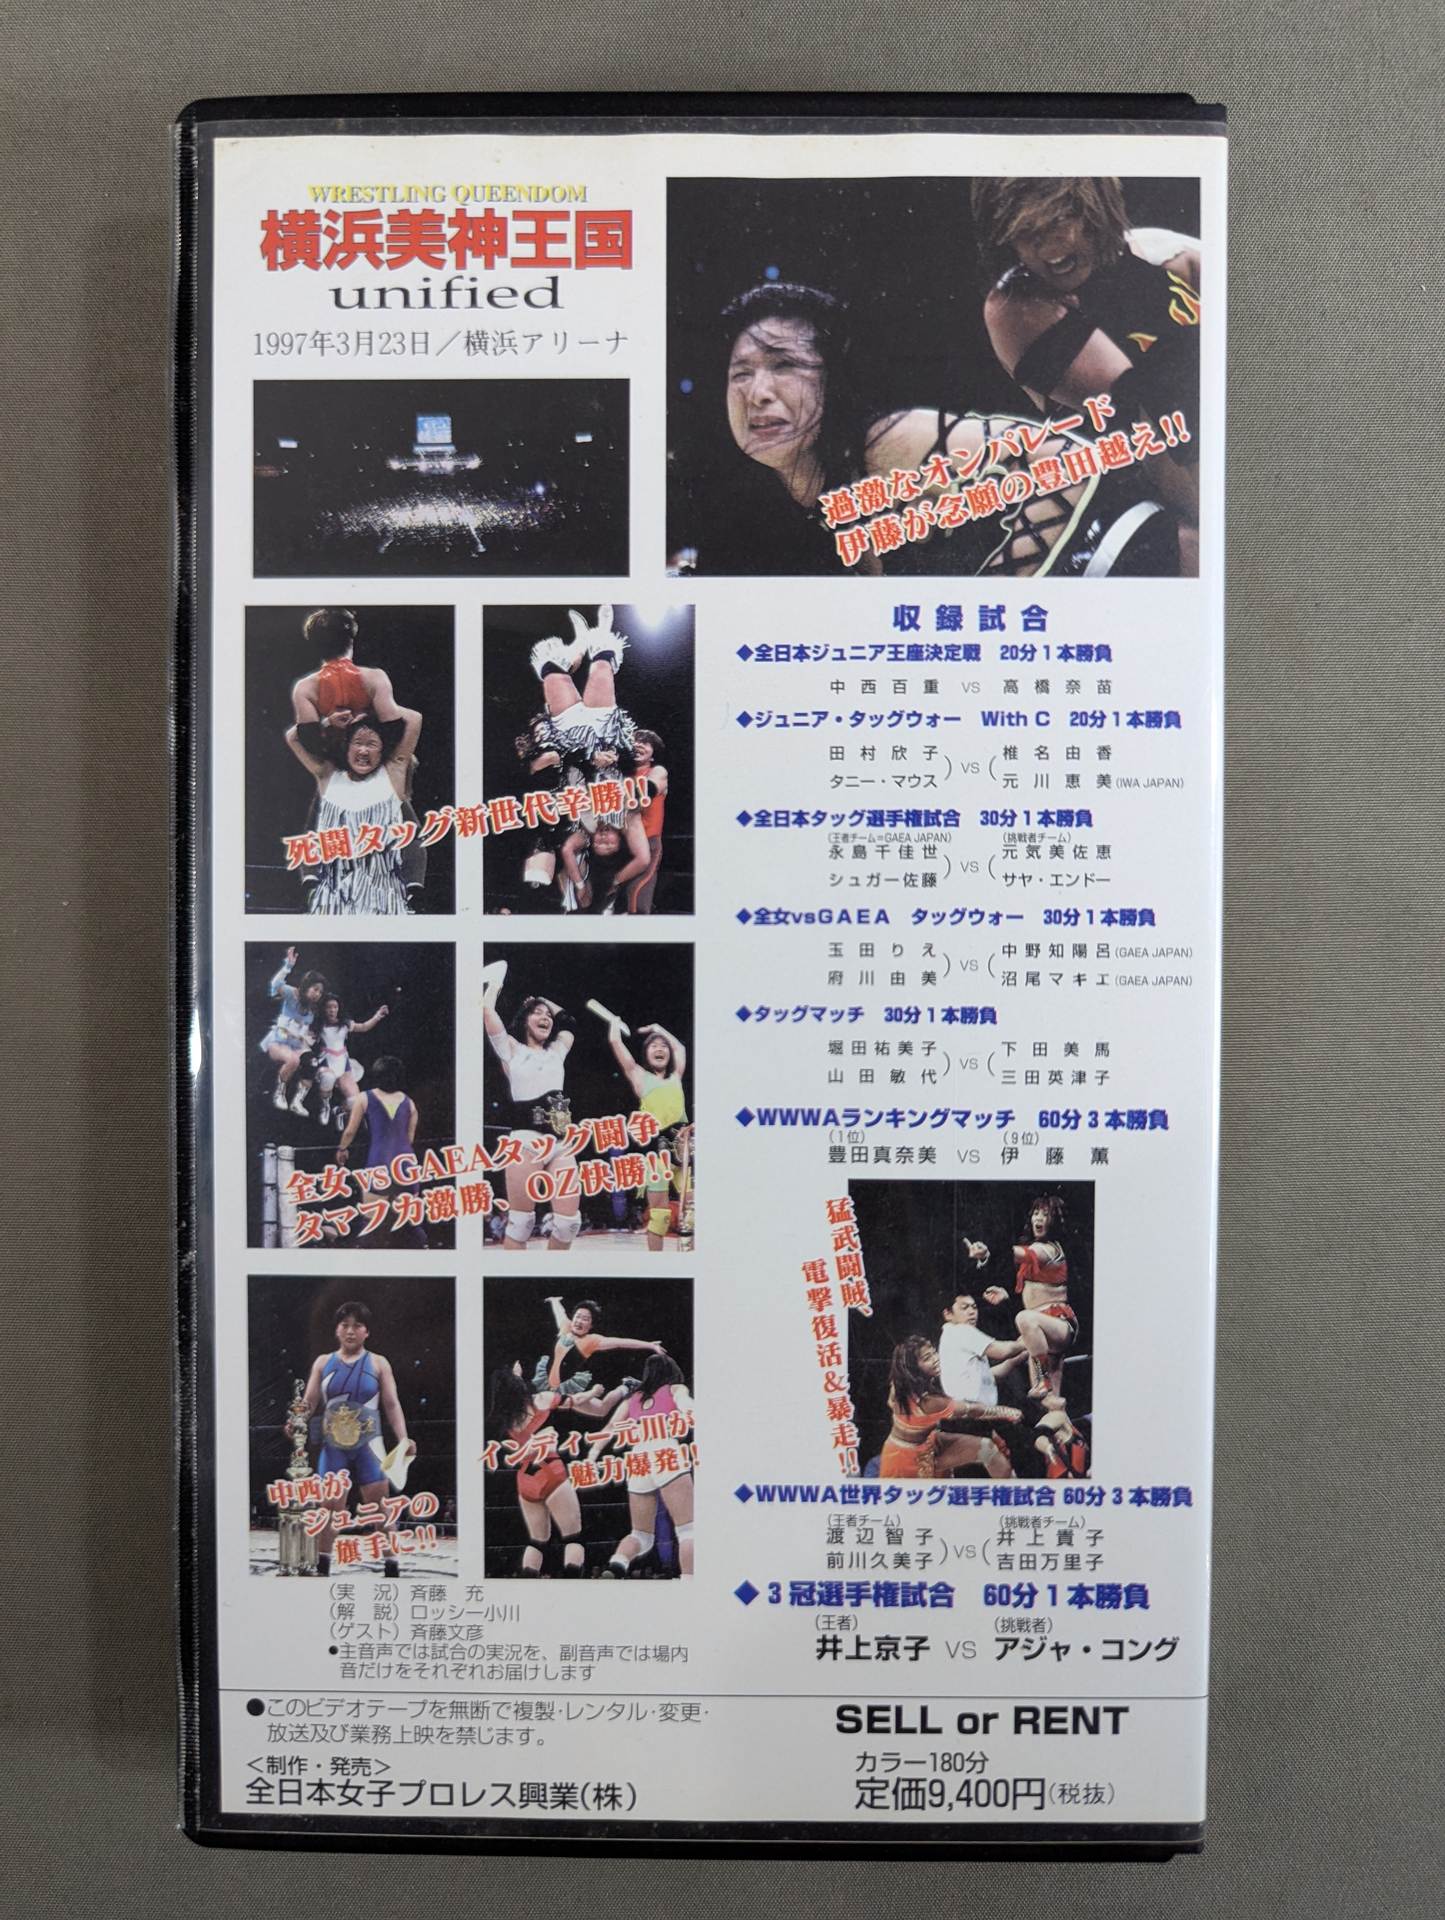 WRESTLING QUEENDOM
横浜美神王国
unified
1997年3月23日／横浜アリーナ
過激なオンパレード
伊藤が念願の豊田越え!!
死闘タッグ新世代辛勝!!
全女vsGAEAタッグ闘争
タマフカ激勝、OZ快勝!!
中西が
ジュニアの
旗手に!!
インディー元川が
魅力爆発!!
(実　況) 斉藤　充
(解　説) ロッシー小川
(ゲスト) 斉藤文彦
●主音声では試合の実況を、副音声では場内
音だけをそれぞれお届けします
収録試合
◆全日本ジュニア王座決定戦　20分1本勝負
中西百重 VS 高橋奈苗
◆ジュニア・タッグウォー　With C　20分1本勝負
田村欣子
タニー・マウス
) VS (
椎名由香
元川恵美(IWA JAPAN)
◆全日本タッグ選手権試合　30分1本勝負
(王者チーム=GAEA JAPAN)
永島千佳世
シュガー佐藤
) VS (
(挑戦者チーム)
元気美佐恵
サヤ・エンドー
◆全女vsGAEA　タッグウォー　30分1本勝負
玉田りえ
府川由美
) VS (
中野知陽呂(GAEA JAPAN)
沼尾マキエ(GAEA JAPAN)
◆タッグマッチ　30分1本勝負
堀田祐美子
山田敏代
) VS (
下田美馬
三田英津子
◆WWWAランキングマッチ　60分3本勝負
(1位)　(9位)
豊田真奈美 VS 伊藤薫
猛武闘賊、
電撃復活&暴走!!
◆WWWA世界タッグ選手権試合 60分3本勝負
(王者チーム)
渡辺智子
前川久美子
) VS (
(挑戦者チーム)
井上貴子
吉田万里子
◆3冠選手権試合　60分1本勝負
(王者)　(挑戦者)
井上京子 VS アジャ・コング
●このビデオテープを無断で複製・レンタル・変更・
放送及び業務上映を禁じます。
<制作・発売>
全日本女子プロレス興業(株)
SELL or RENT
カラー180分
定価9,400円(税抜)